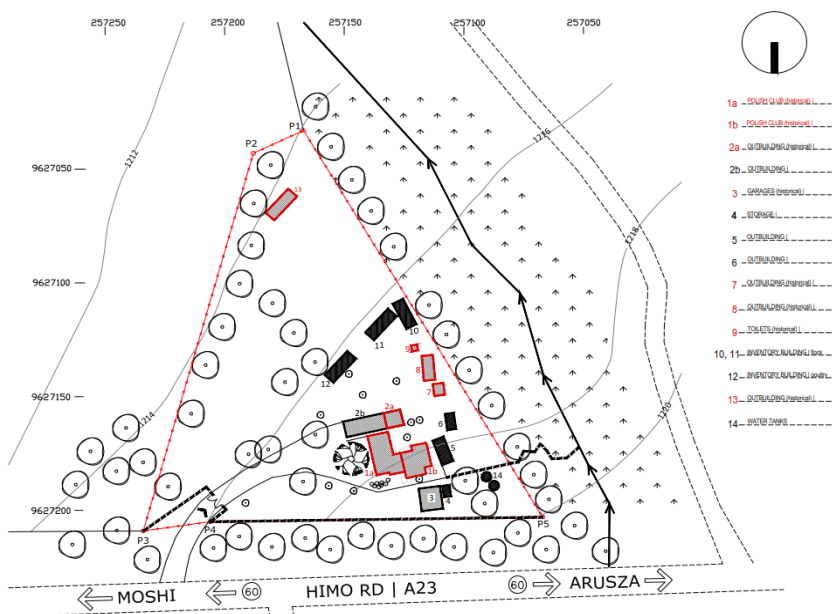 257250
257200
257150
257100
257050
9627050
9627100
9627150
9627200
1212
1214
1216
1218
1220
P1
P2
P3
P4
P5
13
10
11
12
9
8
7
6
5
2b
2a
1a
1b
3
4
14
MOSHI
60
HIMO RD | A23
60
ARUSZA
1a POLISH CLUB (historical) |
1b POLISH CLUB (historical) |
2a OUTBUILDING (historical) |
2b OUTBUILDING |
3 GARAGES (historical) |
4 STORAGE |
5 OUTBUILDING |
6 OUTBUILDING |
7 OUTBUILDING (historical) |
8 OUTBUILDING (historical) |
9 TOILETS (historical) |
10, 11 INVENTORY BUILDING | flock
12 INVENTORY BUILDING | poultry
13 OUTBUILDING (historical) |
14 WATER TANKS